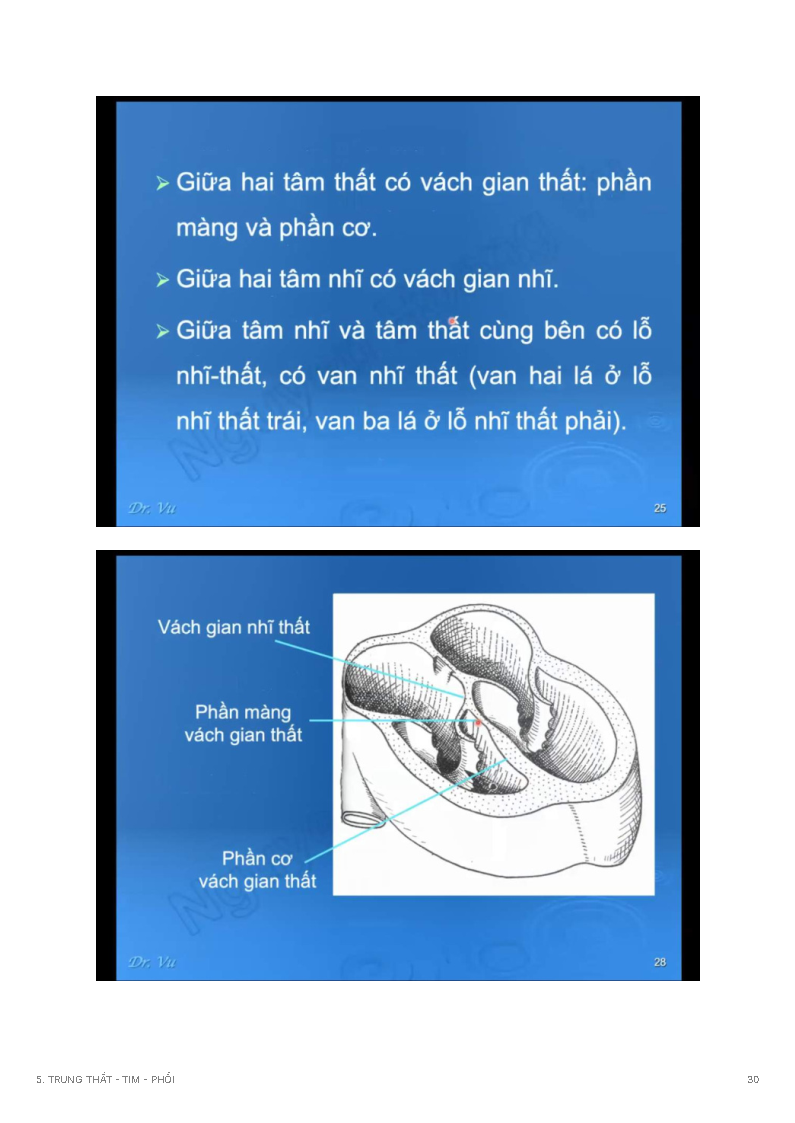 ➢ Giữa hai tâm thất có vách gian thất: phần
màng và phần cơ.
➢ Giữa hai tâm nhĩ có vách gian nhĩ.
➢ Giữa tâm nhĩ và tâm thất cùng bên có lỗ
nhĩ-thất, có van nhĩ thất (van hai lá ở lỗ
nhĩ thất trái, van ba lá ở lỗ nhĩ thất phải).
Dr. Vu
25
Vách gian nhĩ thất
Phần màng
vách gian thất
Phần cơ
vách gian thất
Dr. Vu
28
5. TRUNG THẤT - TIM - PHỔI
30